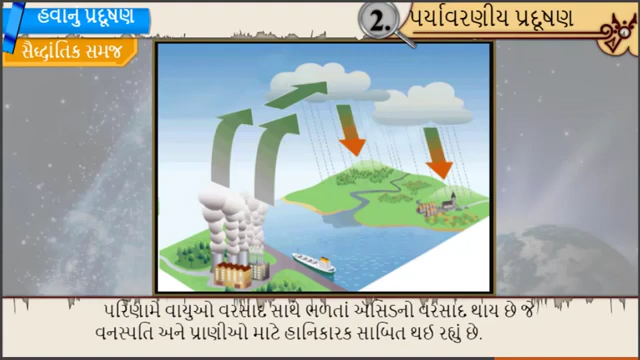 હવાનું પ્રદૂષણ
2. પર્યાવરણીય પ્રદૂષણ
સૈદ્ધાંતિક સમજ
પરિણામે વાયુઓ વરસાદ સાથે ભળતાં એસિડનો વરસાદ થાય છે જે
વનસ્પતિ અને પ્રાણીઓ માટે હાનિકારક સાબિત થઈ રહ્યું છે.